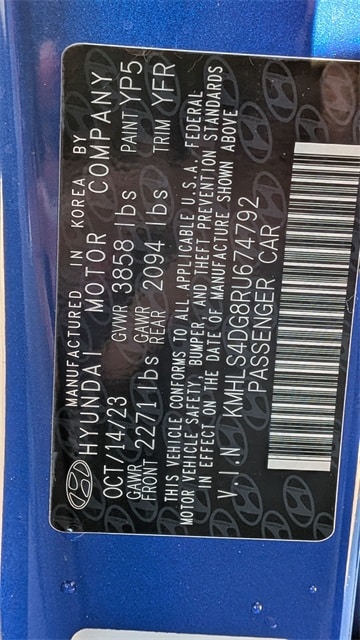 MANUFACTURED IN KOREA BY
HYUNDAI MOTOR COMPANY
OCT/14/23 GVWR 3858 lbs PAINT YP5
GAWR FRONT 2271 lbs GAWR REAR 2094 lbs TRIM YFR
THIS VEHICLE CONFORMS TO ALL APPLICABLE U.S.A. FEDERAL
MOTOR VEHICLE SAFETY, BUMPER, AND THEFT PREVENTION STANDARDS
IN EFFECT ON THE DATE OF MANUFACTURE SHOWN ABOVE
V.I.N KMHLS4DG8RU674792
PASSENGER CAR